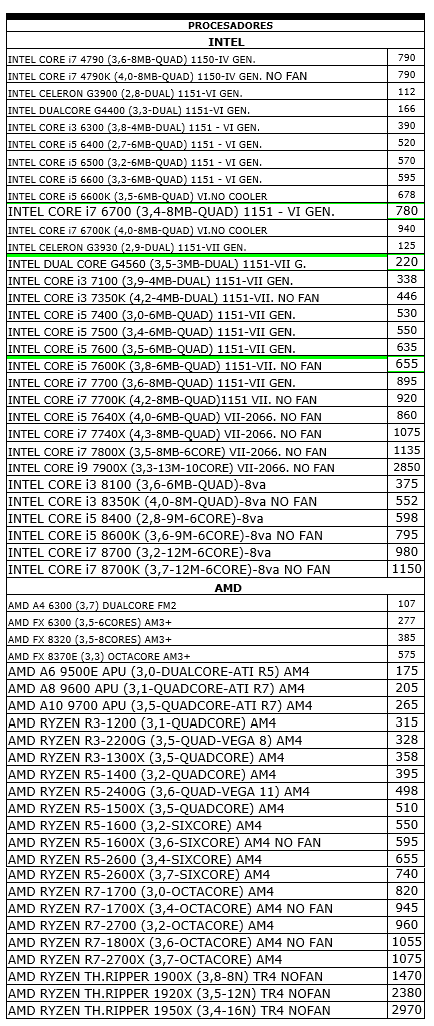 PROCESADORES
INTEL
INTEL CORE i7 4790 (3,6-8MB-QUAD) 1150-IV GEN. 790
INTEL CORE i7 4790K (4,0-8MB-QUAD) 1150-IV GEN. NO FAN 790
INTEL CELERON G3900 (2,8-DUAL) 1151-VI GEN. 112
INTEL DUALCORE G4400 (3,3-DUAL) 1151-VI GEN. 166
INTEL CORE i3 6300 (3,8-4MB-DUAL) 1151 - VI GEN. 390
INTEL CORE i5 6400 (2,7-6MB-QUAD) 1151 - VI GEN. 520
INTEL CORE i5 6500 (3,2-6MB-QUAD) 1151 - VI GEN. 570
INTEL CORE i5 6600 (3,3-6MB-QUAD) 1151 - VI GEN. 595
INTEL CORE i5 6600K (3,5-6MB-QUAD) VI.NO COOLER 678
INTEL CORE i7 6700 (3,4-8MB-QUAD) 1151 - VI GEN. 780
INTEL CORE i7 6700K (4,0-8MB-QUAD) VI.NO COOLER 940
INTEL CELERON G3930 (2,9-DUAL) 1151-VII GEN. 125
INTEL DUAL CORE G4560 (3,5-3MB-DUAL) 1151-VII G. 220
INTEL CORE i3 7100 (3,9-4MB-DUAL) 1151-VII GEN. 338
INTEL CORE i3 7350K (4,2-4MB-DUAL) 1151-VII. NO FAN 446
INTEL CORE i5 7400 (3,0-6MB-QUAD) 1151-VII GEN. 530
INTEL CORE i5 7500 (3,4-6MB-QUAD) 1151-VII GEN. 550
INTEL CORE i5 7600 (3,5-6MB-QUAD) 1151-VII GEN. 635
INTEL CORE i5 7600K (3,8-6MB-QUAD) 1151-VII. NO FAN 655
INTEL CORE i7 7700 (3,6-8MB-QUAD) 1151-VII GEN. 895
INTEL CORE i7 7700K (4,2-8MB-QUAD)1151 VII. NO FAN 920
INTEL CORE i5 7640X (4,0-6MB-QUAD) VII-2066. NO FAN 860
INTEL CORE i7 7740X (4,3-8MB-QUAD) VII-2066. NO FAN 1075
INTEL CORE i7 7800X (3,5-8MB-6CORE) VII-2066. NO FAN 1135
INTEL CORE i9 7900X (3,3-13M-10CORE) VII-2066. NO FAN 2850
INTEL CORE i3 8100 (3,6-6MB-QUAD)-8va 375
INTEL CORE i3 8350K (4,0-8M-QUAD)-8va NO FAN 552
INTEL CORE i5 8400 (2,8-9M-6CORE)-8va 598
INTEL CORE i5 8600K (3,6-9M-6CORE)-8va NO FAN 795
INTEL CORE i7 8700 (3,2-12M-6CORE)-8va 980
INTEL CORE i7 8700K (3,7-12M-6CORE)-8va NO FAN 1150
AMD
AMD A4 6300 (3,7) DUALCORE FM2 107
AMD FX 6300 (3,5-6CORES) AM3+ 277
AMD FX 8320 (3,5-8CORES) AM3+ 385
AMD FX 8370E (3,3) OCTACORE AM3+ 575
AMD A6 9500E APU (3,0-DUALCORE-ATI R5) AM4 175
AMD A8 9600 APU (3,1-QUADCORE-ATI R7) AM4 205
AMD A10 9700 APU (3,5-QUADCORE-ATI R7) AM4 265
AMD RYZEN R3-1200 (3,1-QUADCORE) AM4 315
AMD RYZEN R3-2200G (3,5-QUAD-VEGA 8) AM4 328
AMD RYZEN R3-1300X (3,5-QUADCORE) AM4 358
AMD RYZEN R5-1400 (3,2-QUADCORE) AM4 395
AMD RYZEN R5-2400G (3,6-QUAD-VEGA 11) AM4 498
AMD RYZEN R5-1500X (3,5-QUADCORE) AM4 510
AMD RYZEN R5-1600 (3,2-SIXCORE) AM4 550
AMD RYZEN R5-1600X (3,6-SIXCORE) AM4 NO FAN 595
AMD RYZEN R5-2600 (3,4-SIXCORE) AM4 655
AMD RYZEN R5-2600X (3,7-SIXCORE) AM4 740
AMD RYZEN R7-1700 (3,0-OCTACORE) AM4 820
AMD RYZEN R7-1700X (3,4-OCTACORE) AM4 NO FAN 945
AMD RYZEN R7-2700 (3,2-OCTACORE) AM4 960
AMD RYZEN R7-1800X (3,6-OCTACORE) AM4 NO FAN 1055
AMD RYZEN R7-2700X (3,7-OCTACORE) AM4 1075
AMD RYZEN TH.RIPPER 1900X (3,8-8N) TR4 NOFAN 1470
AMD RYZEN TH.RIPPER 1920X (3,5-12N) TR4 NOFAN 2380
AMD RYZEN TH.RIPPER 1950X (3,4-16N) TR4 NOFAN 2970